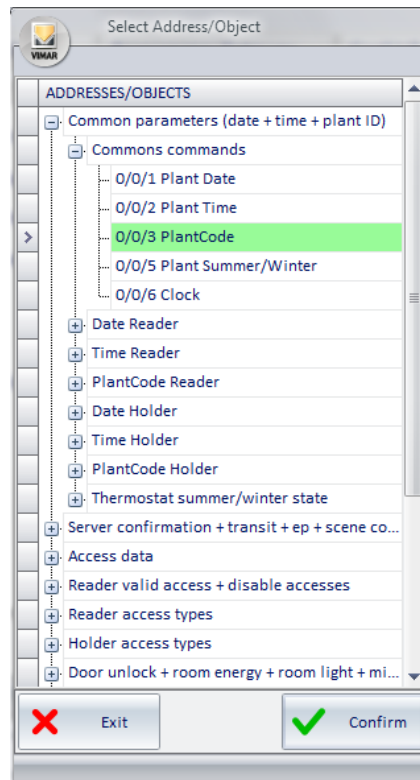 Select Address/Object
VIMAR
ADDRESSES/OBJECTS
Common parameters (date + time + plant ID)
Commons commands
0/0/1 Plant Date
0/0/2 Plant Time
0/0/3 PlantCode
0/0/5 Plant Summer/Winter
0/0/6 Clock
Date Reader
Time Reader
PlantCode Reader
Date Holder
Time Holder
PlantCode Holder
Thermostat summer/winter state
Server confirmation + transit + ep + scene co...
Access data
Reader valid access + disable accesses
Reader access types
Holder access types
Door unlock + room energy + room light + mi...
Exit
Confirm